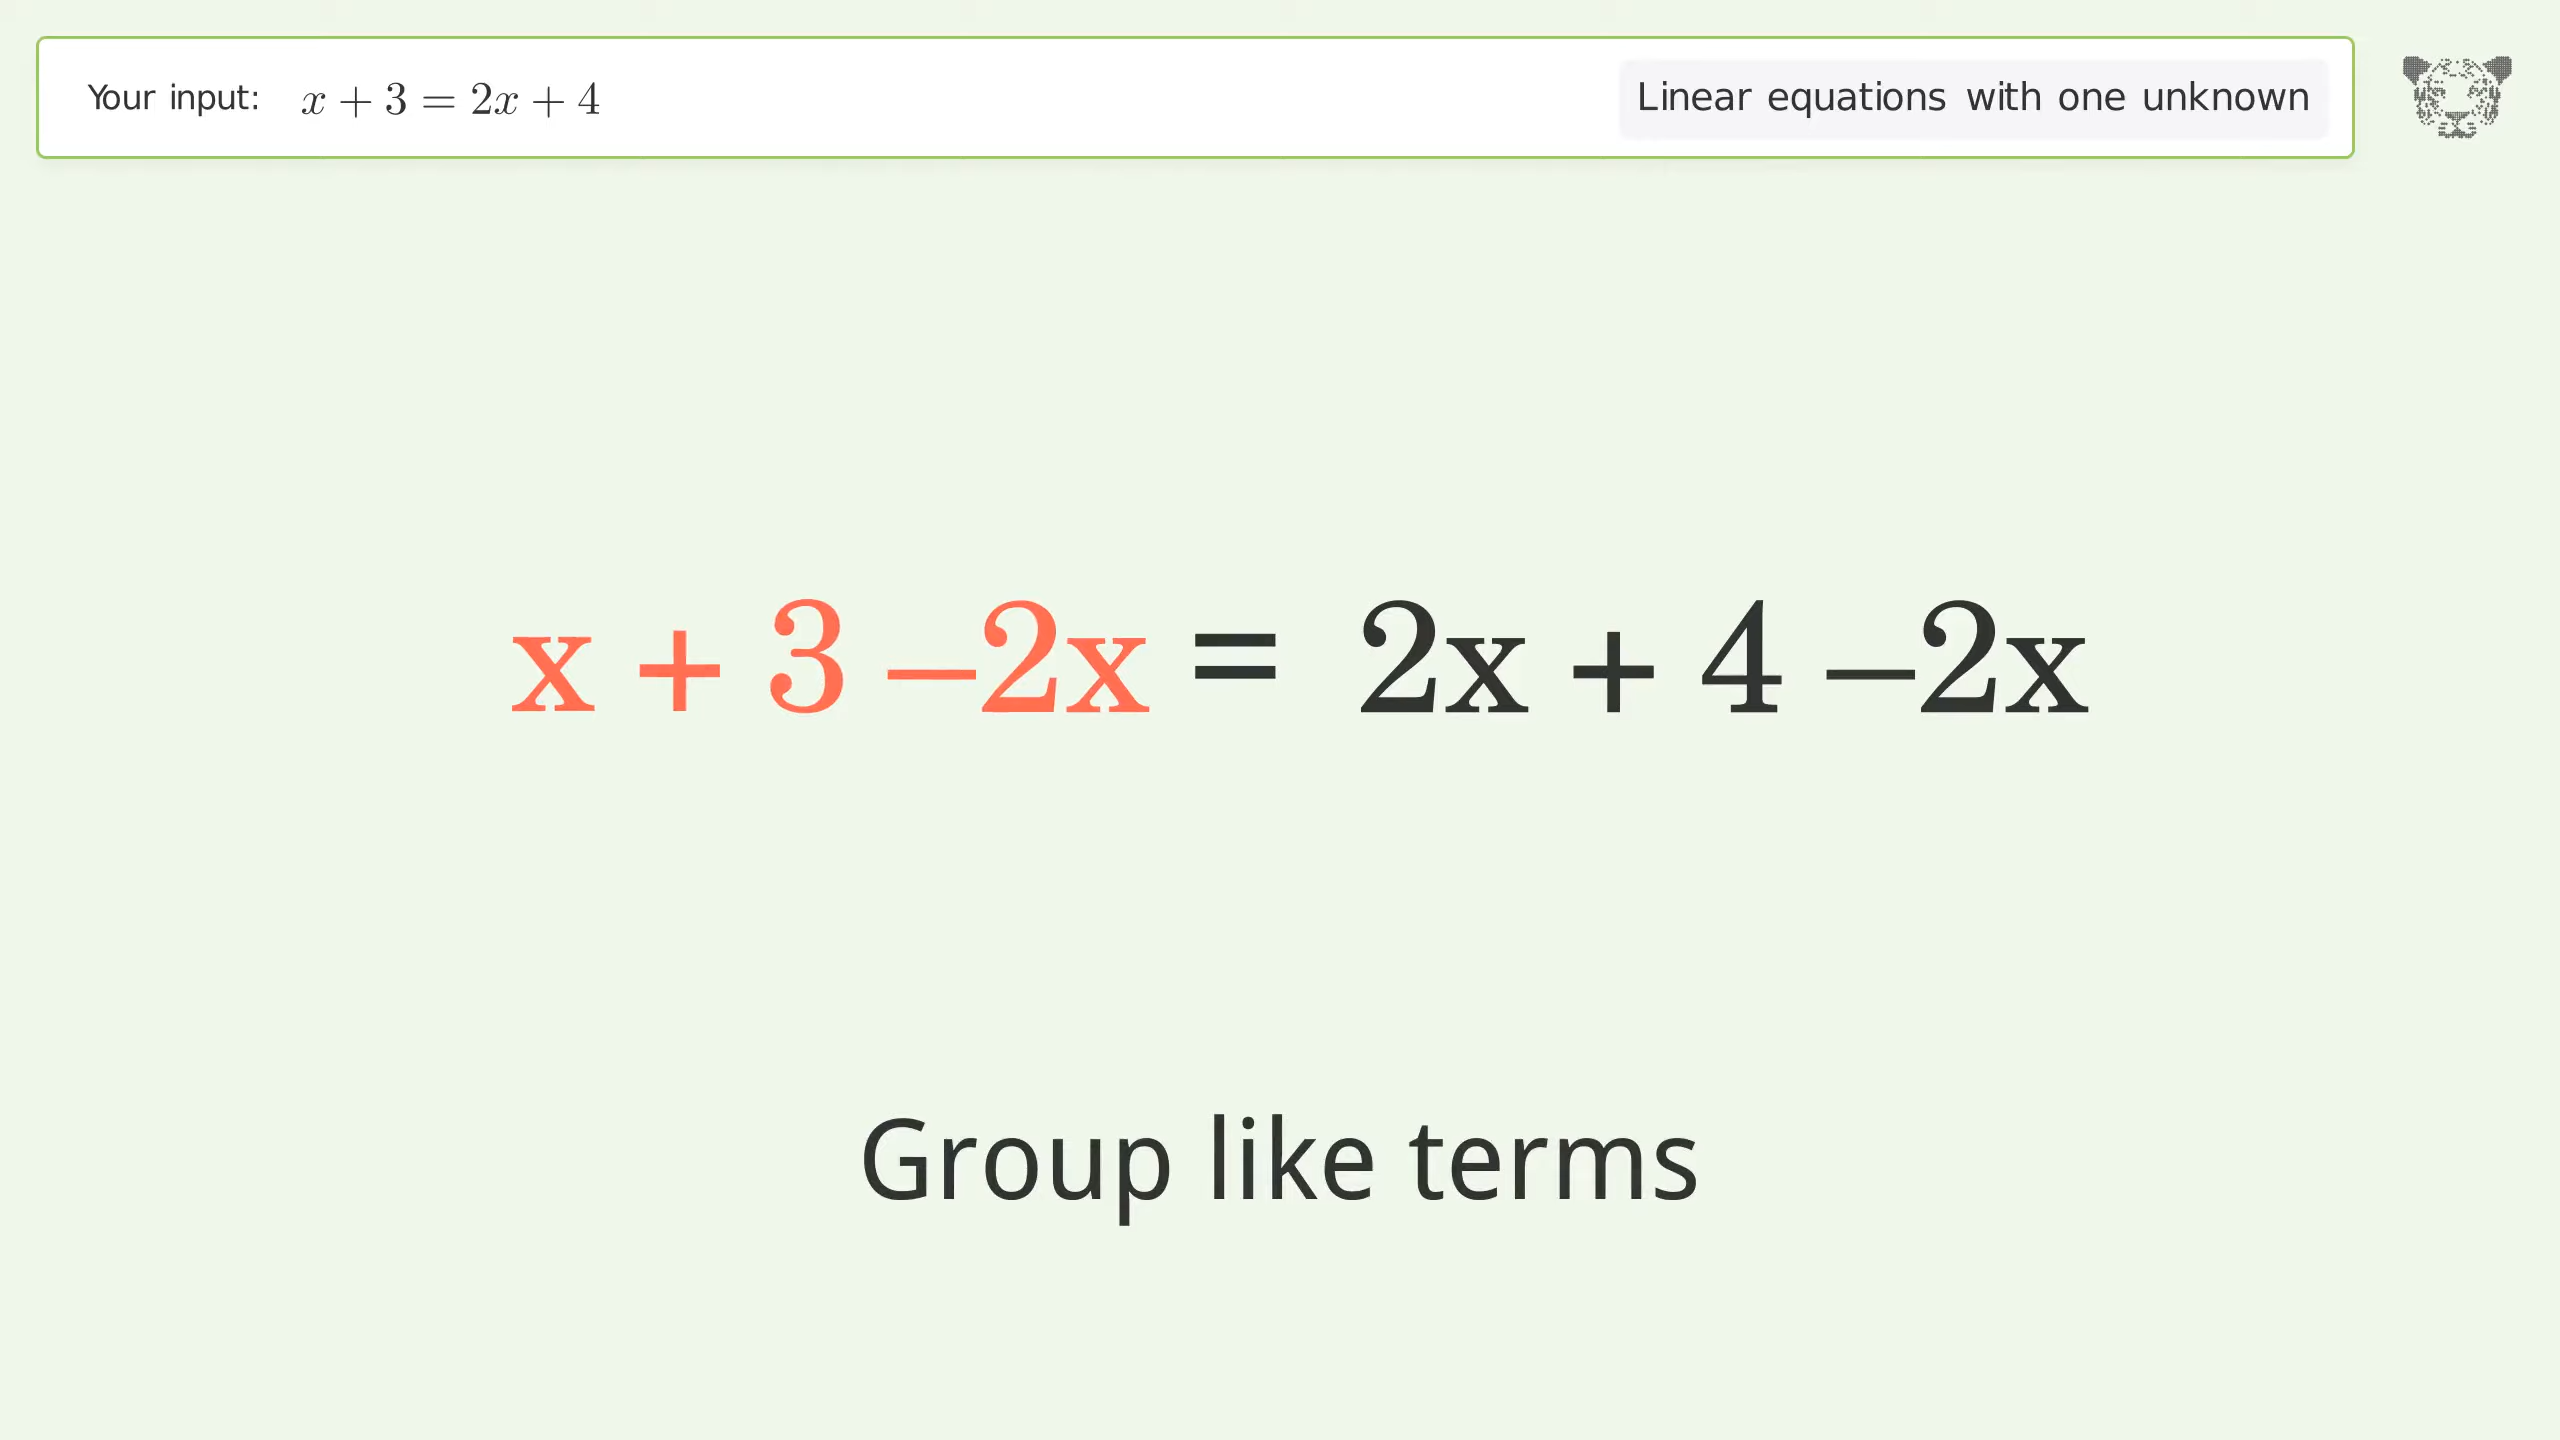 Your input: x + 3 = 2x + 4
Linear equations with one unknown
x + 3 –2x = 2x + 4 –2x
Group like terms